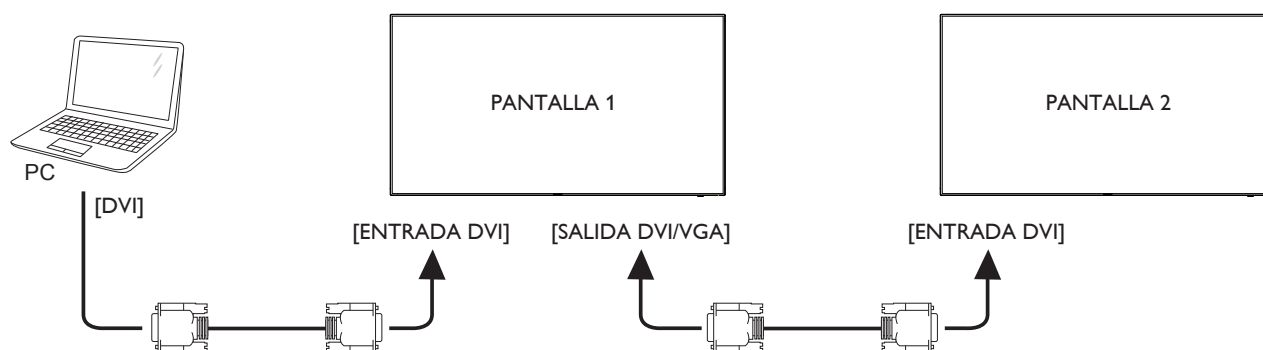 PANTALLA 1
PANTALLA 2
PC
[DVI]
[ENTRADA DVI]
[SALIDA DVI/VGA]
[ENTRADA DVI]